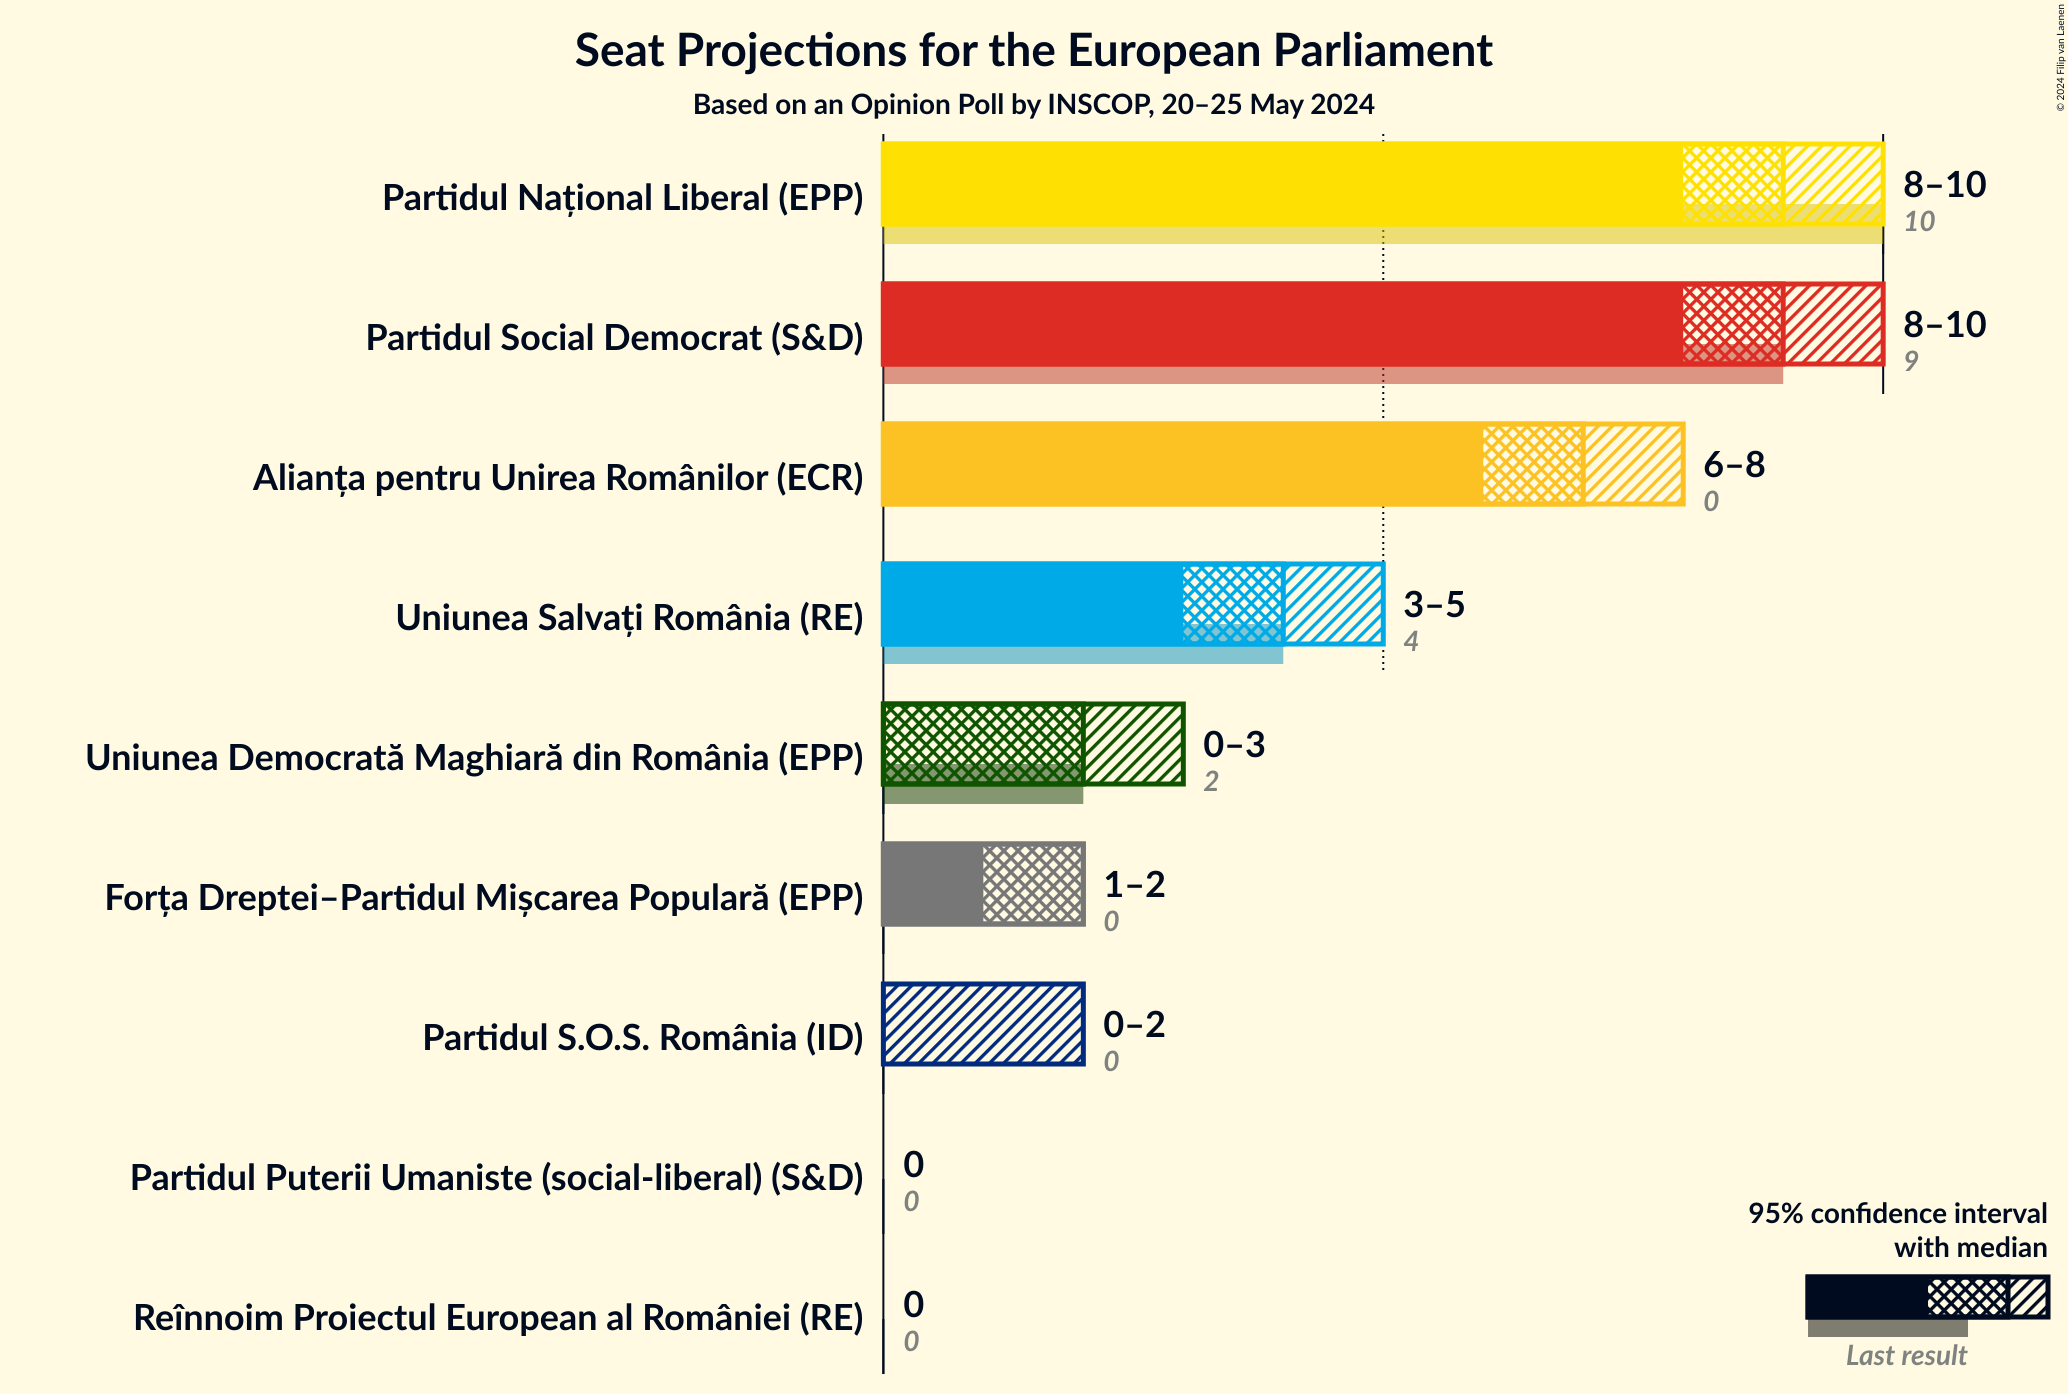 Seat Projections for the European Parliament
Based on an Opinion Poll by INSCOP, 20–25 May 2024
© 2024 Filip van Laenen
Partidul Național Liberal (EPP)
8–10
10
Partidul Social Democrat (S&D)
8–10
9
Alianța pentru Unirea Românilor (ECR)
6–8
0
Uniunea Salvați România (RE)
3–5
4
Uniunea Democrată Maghiară din România (EPP)
0–3
2
Forța Dreptei–Partidul Mișcarea Populară (EPP)
1–2
0
Partidul S.O.S. România (ID)
0–2
0
Partidul Puterii Umaniste (social-liberal) (S&D)
0
0
Reînnoim Proiectul European al României (RE)
0
0
95% confidence interval
with median
Last result